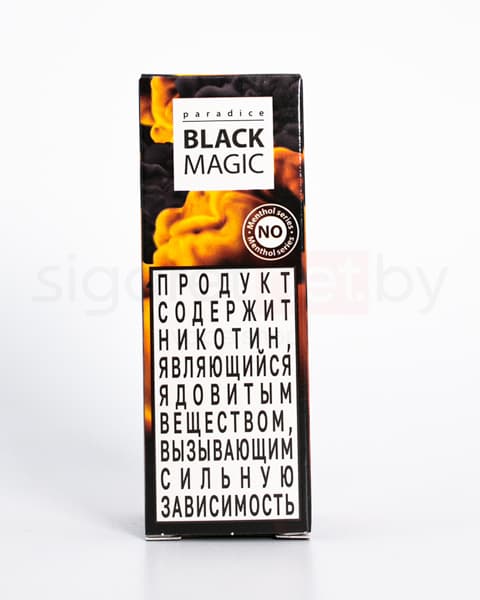 paradice
BLACK
MAGIC
Menthol series
NO
Menthol series
ПРОДУКТ
СОДЕРЖИТ
НИКОТИН,
ЯВЛЯЮЩИЙСЯ
ЯДОВИТЫМ
ВЕЩЕСТВОМ,
ВЫЗЫВАЮЩИМ
СИЛЬНУЮ
ЗАВИСИМОСТЬ